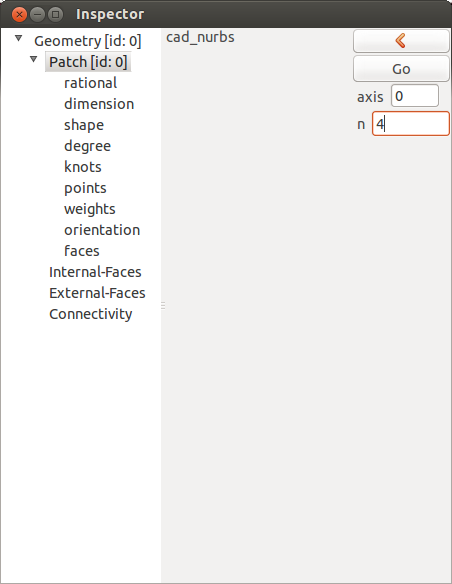 Inspector
Geometry [id: 0]
Patch [id: 0]
rational
dimension
shape
degree
knots
points
weights
orientation
faces
Internal-Faces
External-Faces
Connectivity
cad_nurbs
Go
axis 0
n 4